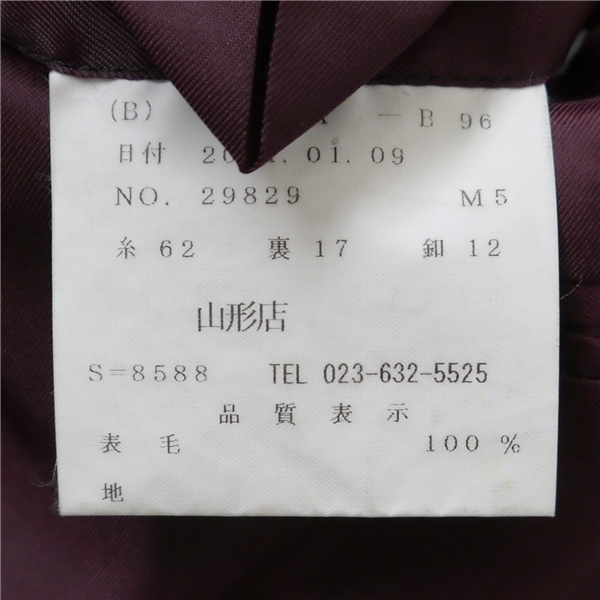 (B) — B 96
日付 .01.09
NO. 29829 M5
糸 62 裏 17 釦 12
山形店
S=8588 TEL 023-632-5525
品質表示
表 毛 100 %
地